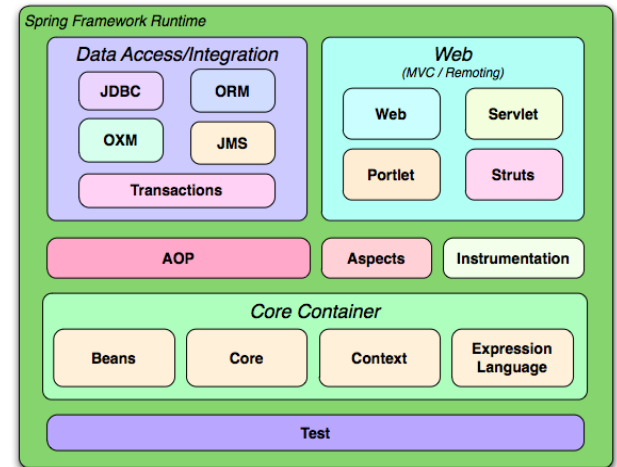 Spring Framework Runtime
Data Access/Integration
JDBC
ORM
OXM
JMS
Transactions
Web
(MVC / Remoting)
Web
Servlet
Portlet
Struts
AOP
Aspects
Instrumentation
Core Container
Beans
Core
Context
Expression
Language
Test